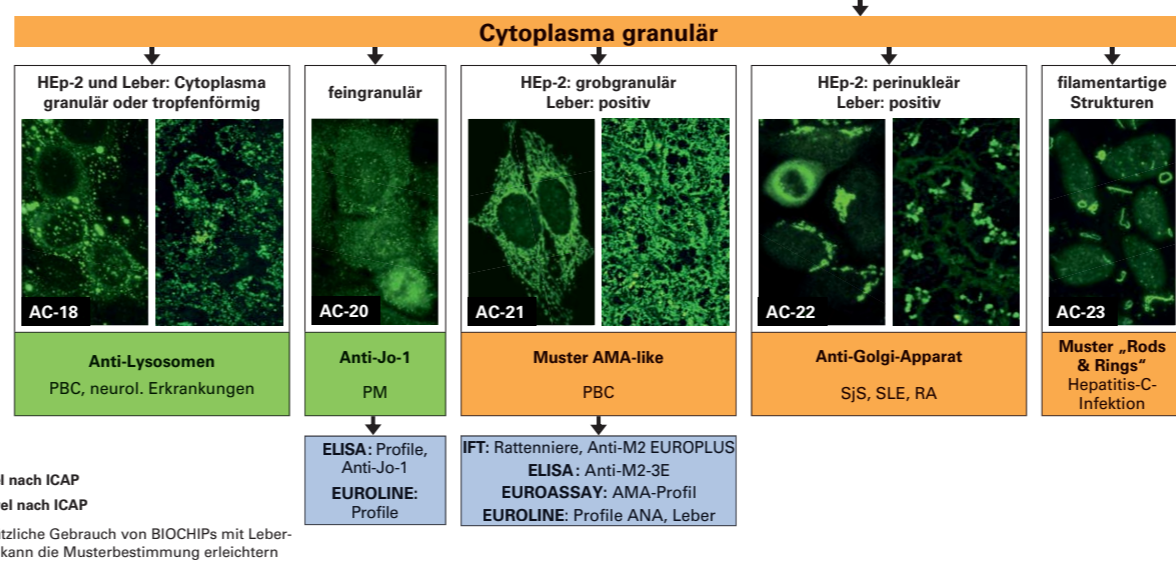 Cytoplasma granulär
HEp-2 und Leber: Cytoplasma
granulär oder tropfenförmig
AC-18
Anti-Lysosomen
PBC, neurol. Erkrankungen
feingranulär
AC-20
Anti-Jo-1
PM
ELISA: Profile,
Anti-Jo-1
EUROLINE:
Profile
HEp-2: grobgranulär
Leber: positiv
AC-21
Muster AMA-like
PBC
IFT: Rattenniere, Anti-M2 EUROPLUS
ELISA: Anti-M2-3E
EUROASSAY: AMA-Profil
EUROLINE: Profile ANA, Leber
HEp-2: perinukleär
Leber: positiv
AC-22
Anti-Golgi-Apparat
SjS, SLE, RA
filamentartige
Strukturen
AC-23
Muster „Rods
& Rings“
Hepatitis-C-
Infektion
nach ICAP
nach ICAP
Gebrauch von BIOCHIPs mit Leber-
kann die Musterbestimmung erleichtern